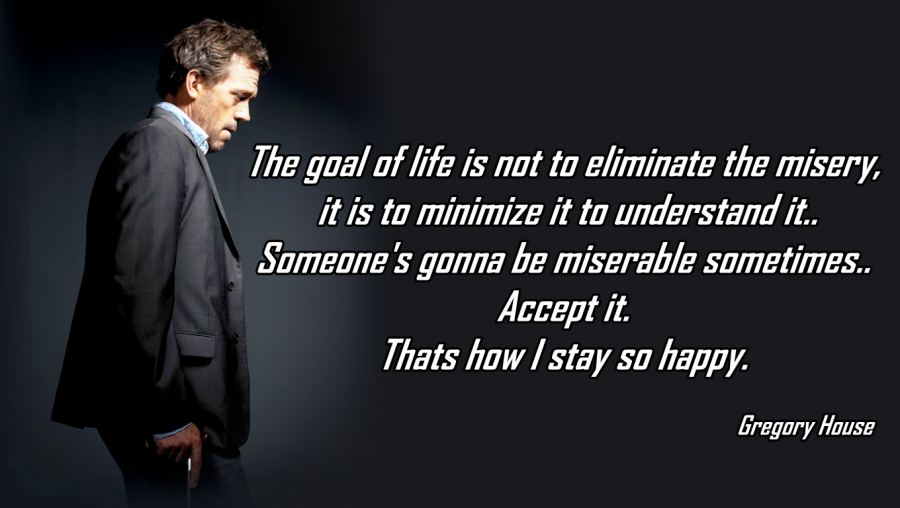 The goal of life is not to eliminate the misery,
it is to minimize it to understand it..
Someone's gonna be miserable sometimes..
Accept it.
Thats how I stay so happy.
Gregory House